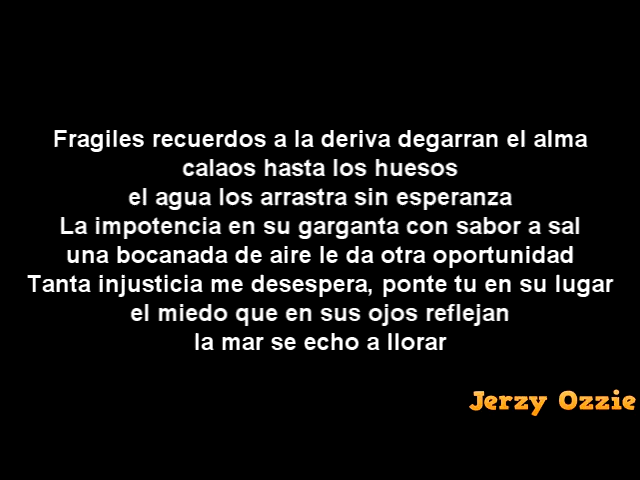 Fragiles recuerdos a la deriva degarran el alma
calaos hasta los huesos
el agua los arrastra sin esperanza
La impotencia en su garganta con sabor a sal
una bocanada de aire le da otra oportunidad
Tanta injusticia me desespera, ponte tu en su lugar
el miedo que en sus ojos reflejan
la mar se echo a llorar
Jerzy Ozzie